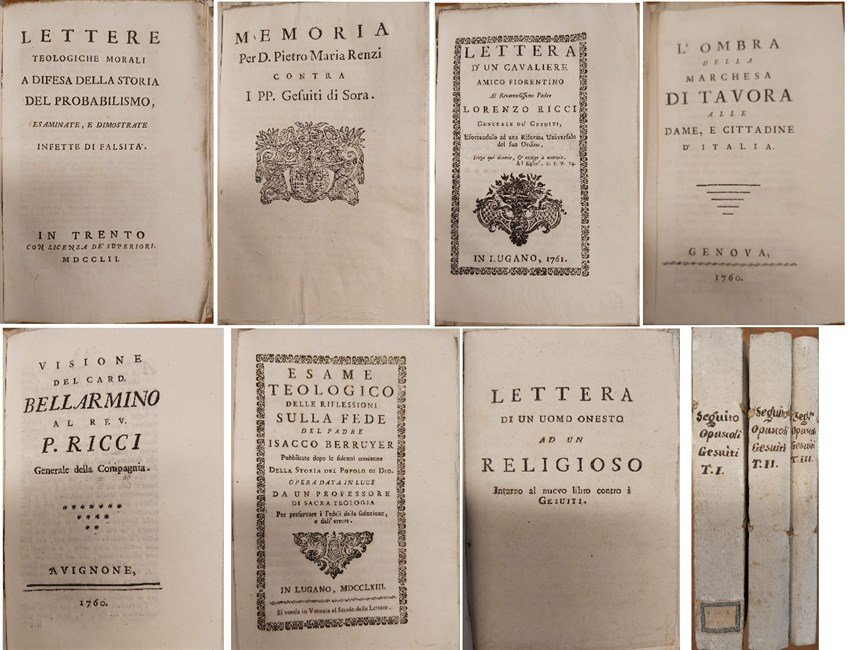 LETTERE
TEOLOGICHE MORALI
A DIFESA DELLA STORIA
DEL PROBABILISMO,
ESAMINATE, E DIMOSTRATE
INFETTE DI FALSITA'.
IN TRENTO
CON LICENZA DE' SUPERIORI.
MDCCLII.
MEMORIA
Per D. Pietro Maria Renzi
CONTRA
I PP. Gesuiti di Sora.
LETTERA
D' UN CAVALIERE
AMICO FIORENTINO
Al Reverendissimo Padre
LORENZO RICCI
GENERALE DE' GESUITI,
Esortandolo ad una Riforma Universale
del suo Ordine.
IN LUGANO, 1761.
L' OMBRA
DELLA
MARCHESA
DI TAVORA
ALLE
DAME, E CITTADINE
D' ITALIA.
GENOVA,
1760.
VISIONE
DEL CARD.
BELLARMINO
AL REV.
P. RICCI
Generale della Compagnia.
AVIGNONE,
1760.
ESAME
TEOLOGICO
DELLE RIFLESSIONI
SULLA FEDE
DEL PADRE
ISACCO BERRUYER
Pubblicate dopo le solenni condanne
DELLA STORIA DEL POPOLO DI DIO.
OPERA DATA IN LUCE
DA UN PROFESSORE
DI SACRA TEOLOGIA
Per preservare i Fedeli dalla seduzione,
e dall' errore.
IN LUGANO, MDCCLXIII.
Si vende in Venezia al Secolo delle Lettere.
LETTERA
DI UN UOMO ONESTO
AD UN
RELIGIOSO
Intorno al nuovo libro contro i
GESUITI.
Seguito
Opuscoli
Gesuiti
T. I.
Seguito
Opuscoli
Gesuiti
T. II.
Gesuiti
T. III.